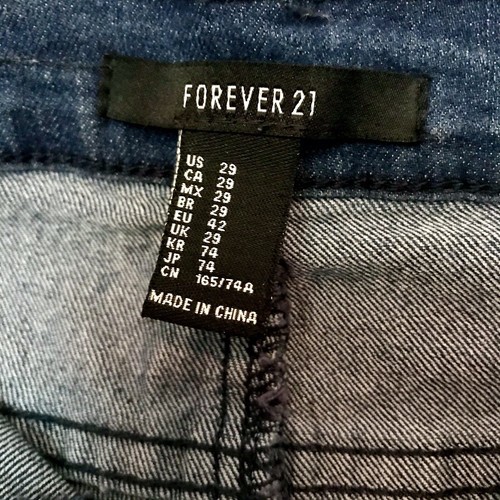 FOREVER 21
US 29
CA 29
MX 29
BR 29
EU 42
UK 29
KR 74
JP 74
CN 165/74A
MADE IN CHINA